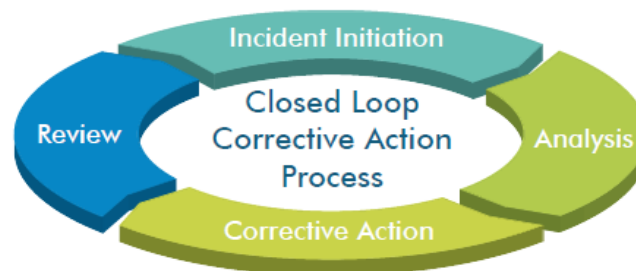 Incident Initiation
Closed Loop
Corrective Action
Process
Review
Analysis
Corrective Action